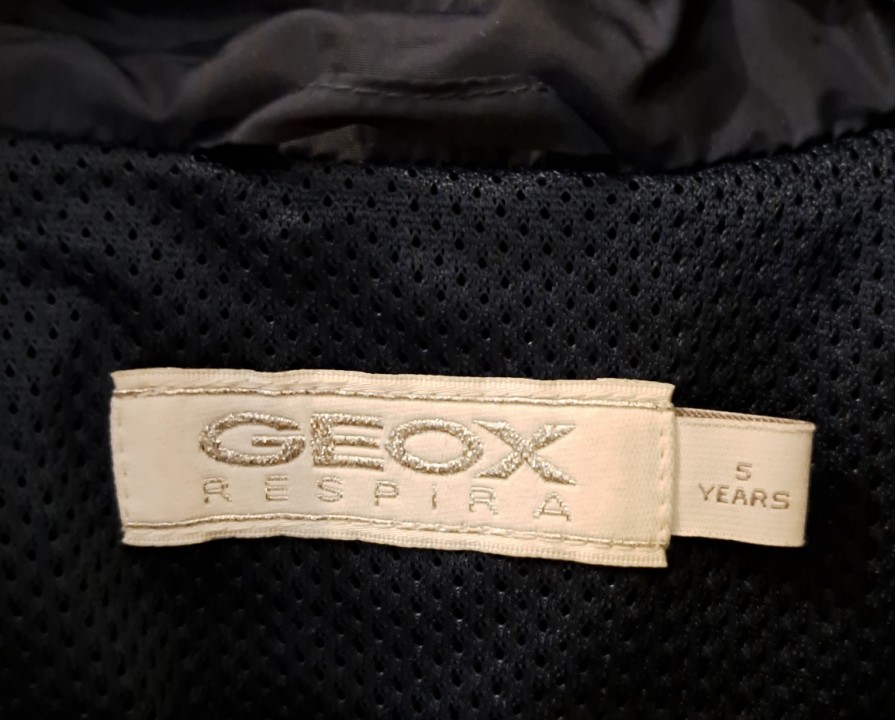 GEOX
RESPIRA
5
YEARS